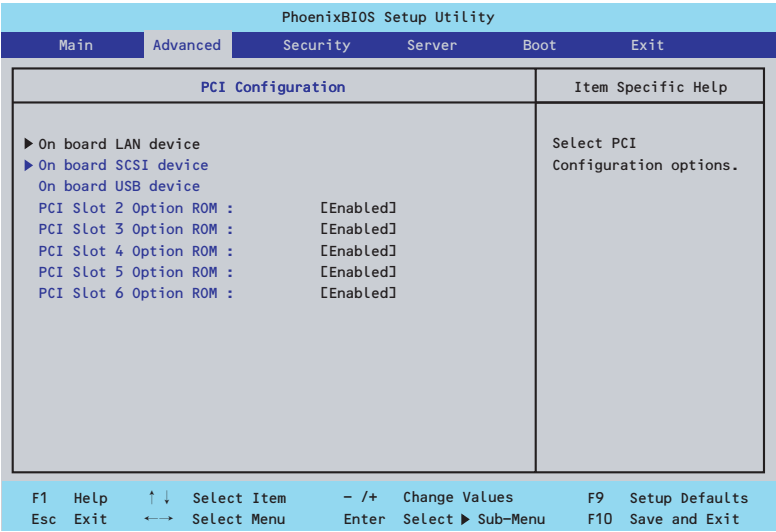 PhoenixBIOS Setup Utility
Main Advanced Security Server Boot Exit
PCI Configuration
Item Specific Help
▶ On board LAN device
▶ On board SCSI device
On board USB device
PCI Slot 2 Option ROM : [Enabled]
PCI Slot 3 Option ROM : [Enabled]
PCI Slot 4 Option ROM : [Enabled]
PCI Slot 5 Option ROM : [Enabled]
PCI Slot 6 Option ROM : [Enabled]
Select PCI
Configuration options.
F1 Help ↑↓ Select Item - /+ Change Values F9 Setup Defaults
Esc Exit ←→ Select Menu Enter Select ▶ Sub-Menu F10 Save and Exit